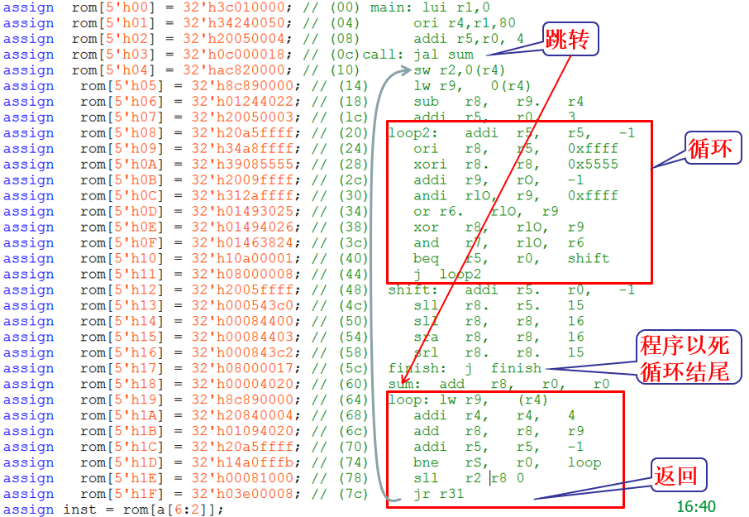 assign rom[5'h00] = 32'h3c010000; // (00) main: lui r1,0
assign rom[5'h01] = 32'h34240050; // (04) ori r4,r1,80
assign rom[5'h02] = 32'h20050004; // (08) addi r5,r0, 4
assign rom[5'h03] = 32'h0c000018; // (0c)call: jal sum
assign rom[5'h04] = 32'hac820000; // (10) sw r2,0(r4)
assign rom[5'h05] = 32'h8c890000; // (14) lw r9, 0(r4)
assign rom[5'h06] = 32'h01244022; // (18) sub r8, r9. r4
assign rom[5'h07] = 32'h20050003; // (1c) addi r5, r0, 3
assign rom[5'h08] = 32'h20a5ffff; // (20) loop2: addi r5, r5, -1
assign rom[5'h09] = 32'h34a8ffff; // (24) ori r8, r5, 0xffff
assign rom[5'h0A] = 32'h39085555; // (28) xori r8. r8, 0x5555
assign rom[5'h0B] = 32'h2009ffff; // (2c) addi r9, rO, -1
assign rom[5'h0C] = 32'h312affff; // (30) andi rlO, r9, 0xffff
assign rom[5'h0D] = 32'h01493025; // (34) or r6. rlO, r9
assign rom[5'h0E] = 32'h01494026; // (38) xor r8, rlO, r9
assign rom[5'h0F] = 32'h01463824; // (3c) and r7, rlO, r6
assign rom[5'h10] = 32'h10a00001; // (40) beq r5, r0, shift
assign rom[5'h11] = 32'h08000008; // (44) j loop2
assign rom[5'h12] = 32'h2005ffff; // (48) shift: addi r5. r0, -1
assign rom[5'h13] = 32'h000543c0; // (4c) sll r8. r5. 15
assign rom[5'h14] = 32'h00084400; // (50) sll r8, r8, 16
assign rom[5'h15] = 32'h00084403; // (54) sra r8, r8, 16
assign rom[5'h16] = 32'h000843c2; // (58) srl r8. r8. 15
assign rom[5'h17] = 32'h08000017; // (5c) finish: j finish
assign rom[5'h18] = 32'h00004020; // (60) sum: add r8, r0, r0
assign rom[5'h19] = 32'h8c890000; // (64) loop: lw r9, (r4)
assign rom[5'h1A] = 32'h20840004; // (68) addi r4, r4, 4
assign rom[5'h1B] = 32'h01094020; // (6c) add r8, r8, r9
assign rom[5'h1C] = 32'h20a5ffff; // (70) addi r5, r5, -1
assign rom[5'h1D] = 32'h14a0fffb; // (74) bne rS, r0, loop
assign rom[5'h1E] = 32'h00081000; // (78) sll r2 r8 0
assign rom[5'h1F] = 32'h03e00008; // (7c) jr r31
assign inst = rom[a[6:2]];
跳转
循环
程序以死
循环结尾
返回
16:40